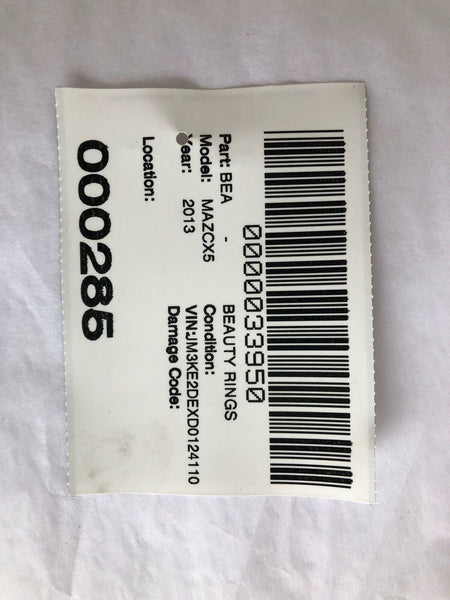 0000033950
Part: BEA - BEAUTY RINGS
Model: MAZCX5 Condition:
Year: 2013 VIN:JM3KE2DEXD0124110
Damage Code:
Location:
000285